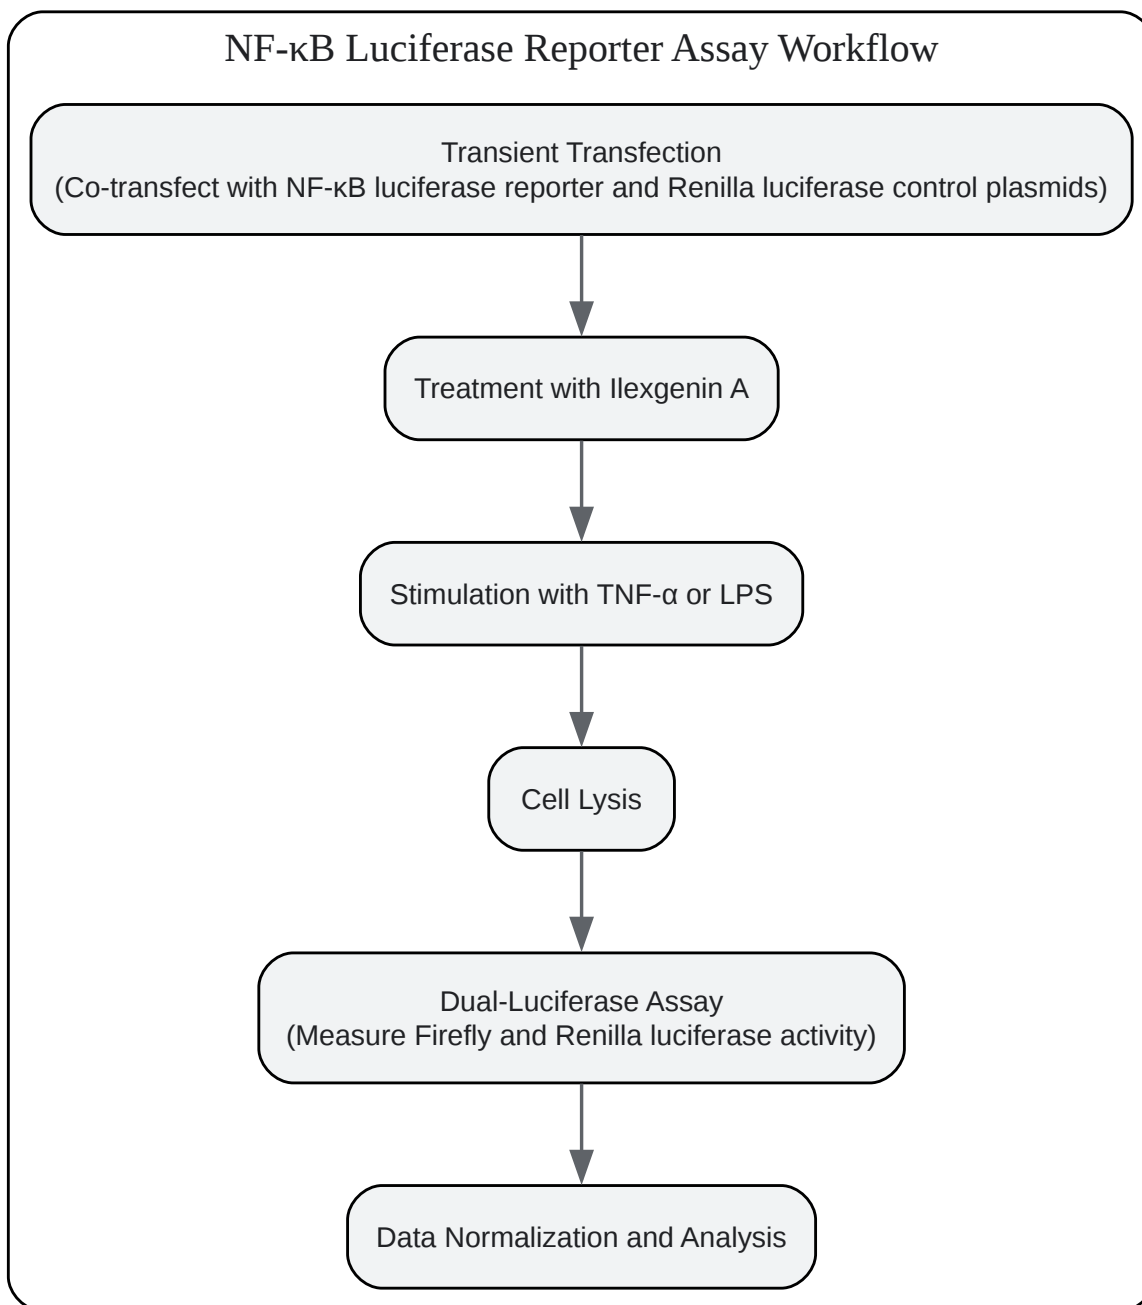 NF-κB Luciferase Reporter Assay Workflow
Transient Transfection
(Co-transfect with NF-κB luciferase reporter and Renilla luciferase control plasmids)
Treatment with Ilexgenin A
Stimulation with TNF-α or LPS
Cell Lysis
Dual-Luciferase Assay
(Measure Firefly and Renilla luciferase activity)
Data Normalization and Analysis